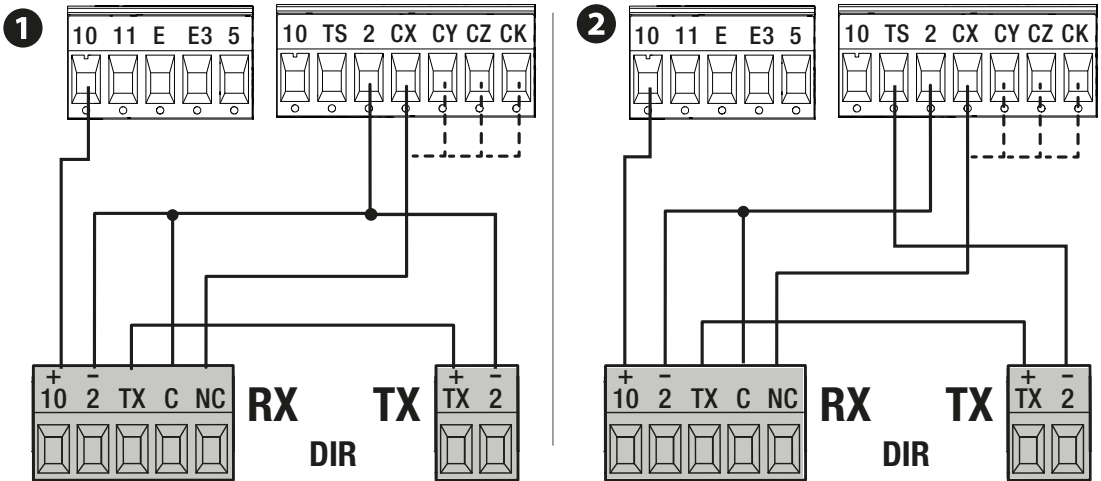 1
10 11 E E3 5
10 TS 2 CX CY CZ CK
+ − + −
10 2 TX C NC RX TX TX 2
DIR
2
10 11 E E3 5
10 TS 2 CX CY CZ CK
+ − + −
10 2 TX C NC RX TX TX 2
DIR